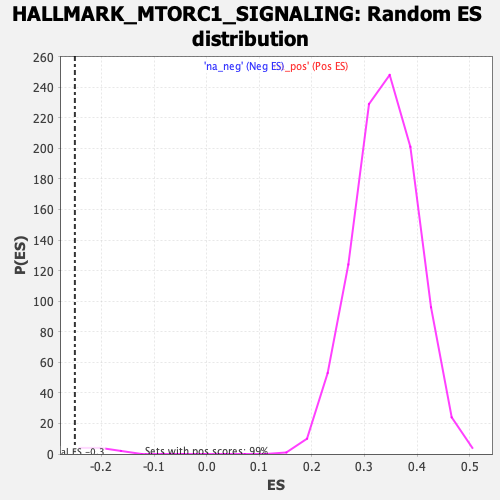 HALLMARK_MTORC1_SIGNALING: Random ES
distribution
'na_neg' (Neg ES)_pos' (Pos ES)
260
240
220
200
180
160
140
120
100
80
60
40
20
0
P(ES)
al ES -0.3
Sets with pos scores: 99%
-0.2 -0.1 0.0 0.1 0.2 0.3 0.4 0.5
ES